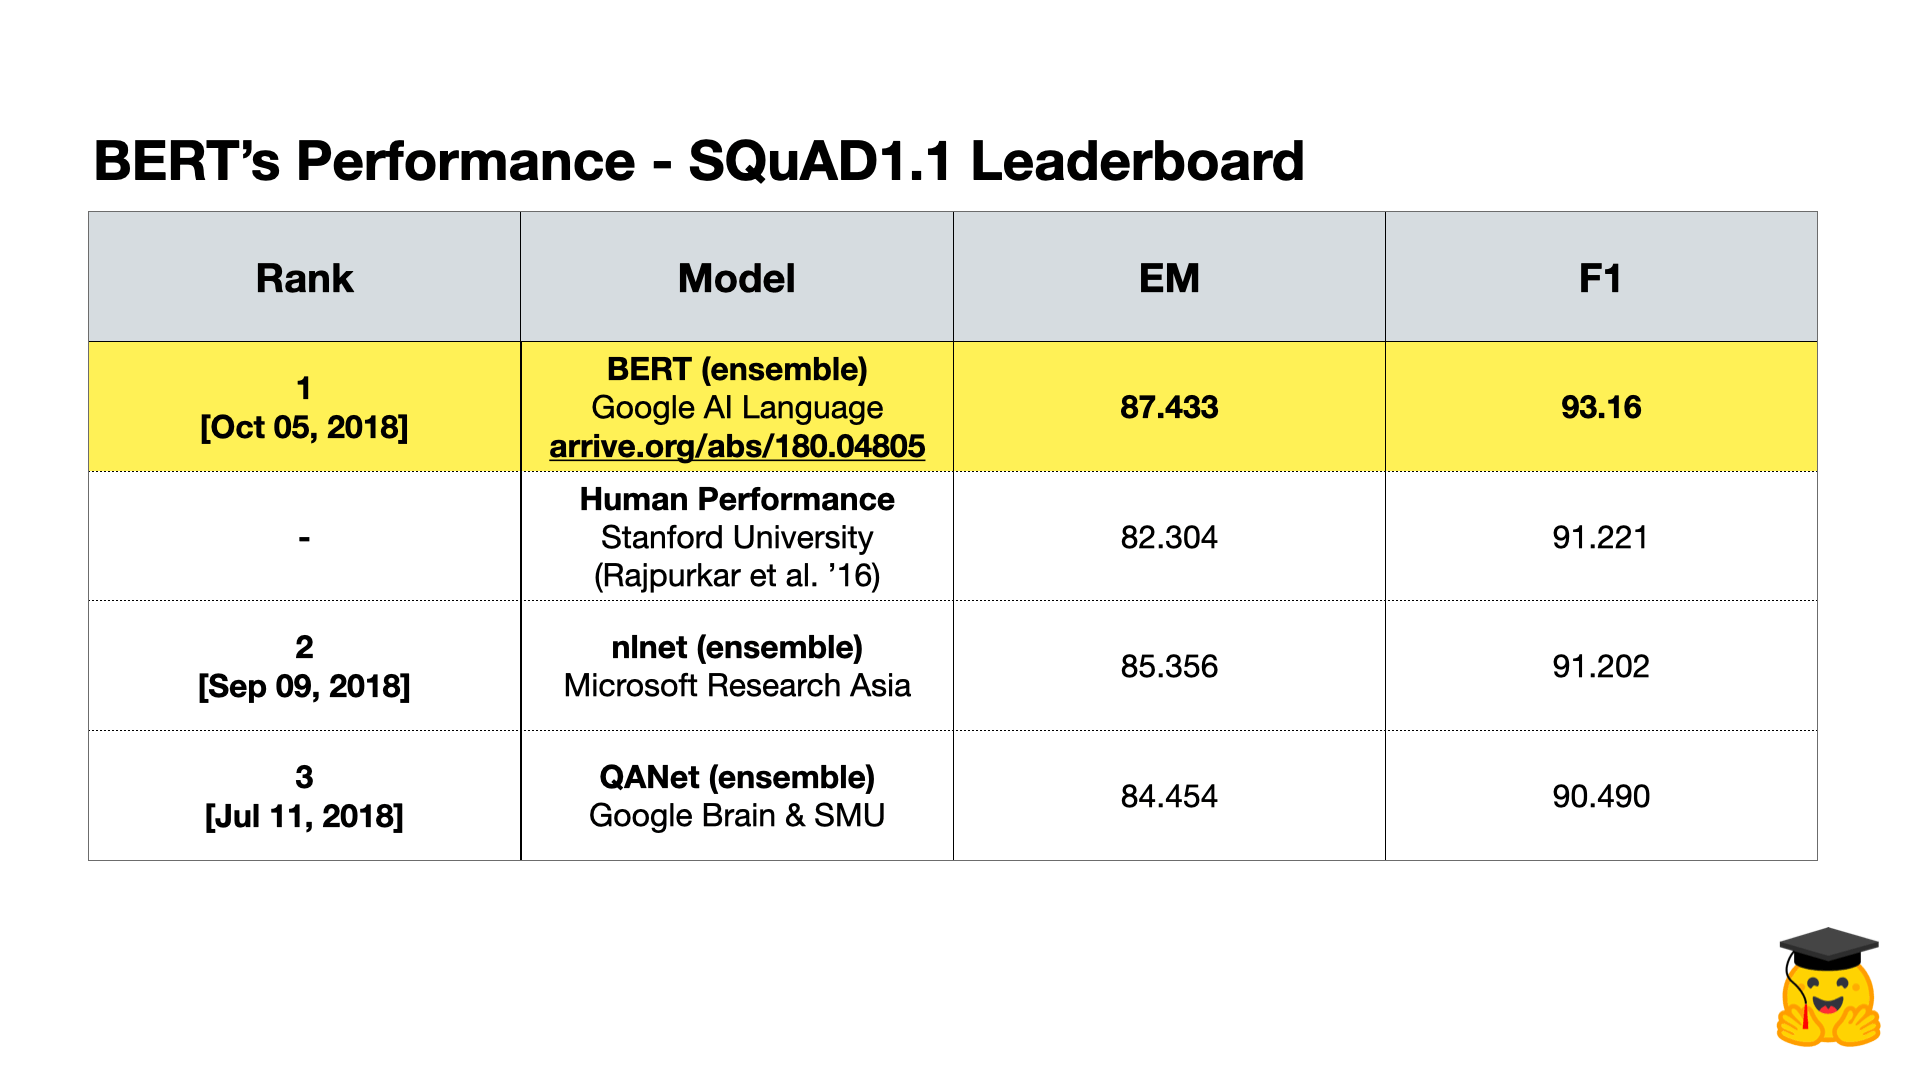 BERT’s Performance - SQuAD1.1 Leaderboard
Rank
Model
EM
F1
1
[Oct 05, 2018]
BERT (ensemble)
Google AI Language
arrive.org/abs/180.04805
87.433
93.16
-
Human Performance
Stanford University
(Rajpurkar et al. ’16)
82.304
91.221
2
[Sep 09, 2018]
nlnet (ensemble)
Microsoft Research Asia
85.356
91.202
3
[Jul 11, 2018]
QANet (ensemble)
Google Brain & SMU
84.454
90.490